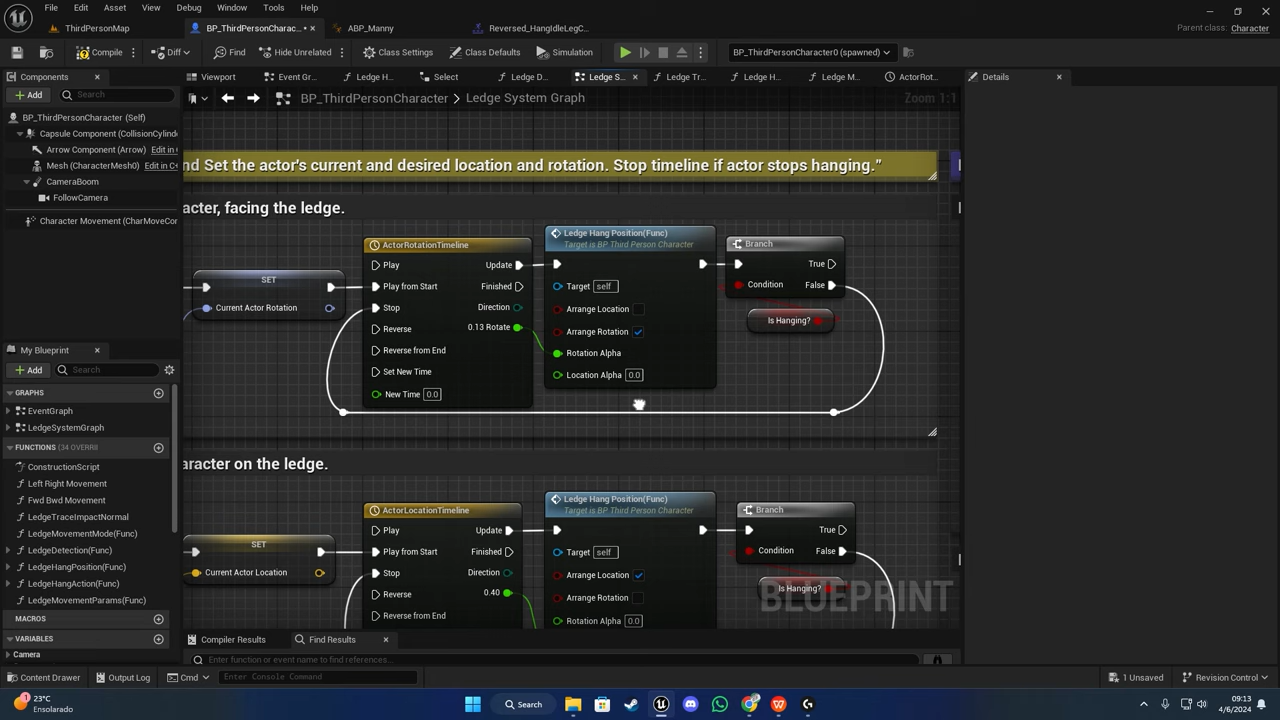 File Edit Asset View Debug Window Tools Help
ThirdPersonMap
BP_ThirdPersonCharac...
ABP_Manny
Reversed_HangIdleLegC...
Parent class: Character
Compile
Diff
Find
Hide Unrelated
Class Settings
Class Defaults
Simulation
BP_ThirdPersonCharacter0 (spawned)
Components
Viewport
Event Gr...
Ledge H...
Select
Ledge D...
Ledge S...
Ledge Tr...
Ledge H...
Ledge M...
ActorRot...
Details
Add
Search
BP_ThirdPersonCharacter > Ledge System Graph
Zoom 1:1
BP_ThirdPersonCharacter (Self)
Capsule Component (CollisionCylinde
Arrow Component (Arrow) Edit in C
Mesh (CharacterMesh0) Edit in C
CameraBoom
FollowCamera
Character Movement (CharMoveCom
nd Set the actor's current and desired location and rotation. Stop timeline if actor stops hanging."
aracter, facing the ledge.
SET
Current Actor Rotation
ActorRotationTimeline
Play
Update
Play from Start
Finished
Stop
Direction
Reverse
0.13 Rotate
Reverse from End
Set New Time
New Time 0.0
Ledge Hang Position(Func)
Target is BP Third Person Character
Target self
Arrange Location
Arrange Rotation
Rotation Alpha
Location Alpha 0.0
Branch
True
Condition
False
Is Hanging?
My Blueprint
Add
Search
GRAPHS
EventGraph
LedgeSystemGraph
FUNCTIONS (34 OVERRI
ConstructionScript
Left Right Movement
Fwd Bwd Movement
LedgeTraceImpactNormal
LedgeMovementMode(Func)
LedgeDetection(Func)
LedgeHangPosition(Func)
LedgeHangAction(Func)
LedgeMovementParams(Func)
MACROS
VARIABLES
Camera
aracter on the ledge.
SET
Current Actor Location
ActorLocationTimeline
Play
Update
Play from Start
Finished
Stop
Direction
Reverse
0.40
Reverse from End
Ledge Hang Position(Func)
Target is BP Third Person Character
Target self
Arrange Location
Arrange Rotation
Rotation Alpha 0.0
Branch
True
Condition
False
Is Hanging?
BLUEPRINT
Compiler Results
Find Results
Enter function or event name to find references...
Content Drawer
Output Log
Cmd
Enter Console Command
1 Unsaved
Revision Control
23°C
Ensolarado
Search
09:13
4/6/2024